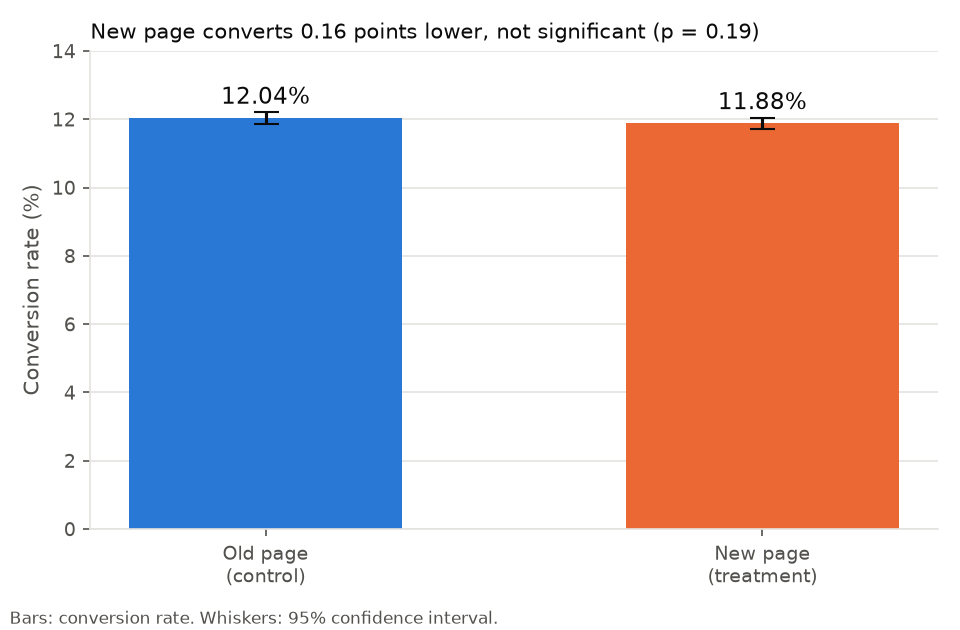 New page converts 0.16 points lower, not significant (p = 0.19)
14
12
10
8
6
4
2
0
Conversion rate (%)
12.04%
11.88%
Old page
(control)
New page
(treatment)
Bars: conversion rate. Whiskers: 95% confidence interval.